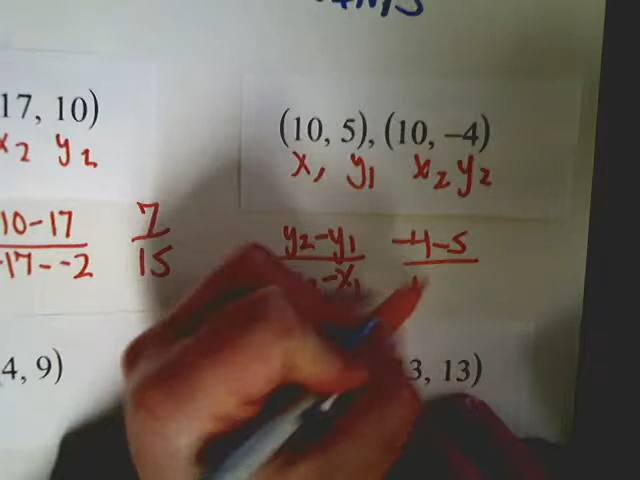 17, 10)
x₂ y₂
10-17 / -17--2 7/15
(10, 5), (10, −4)
x₁ y₁ x₂ y₂
y₂-y₁ / -x₁ -4-5
4, 9)
3, 13)